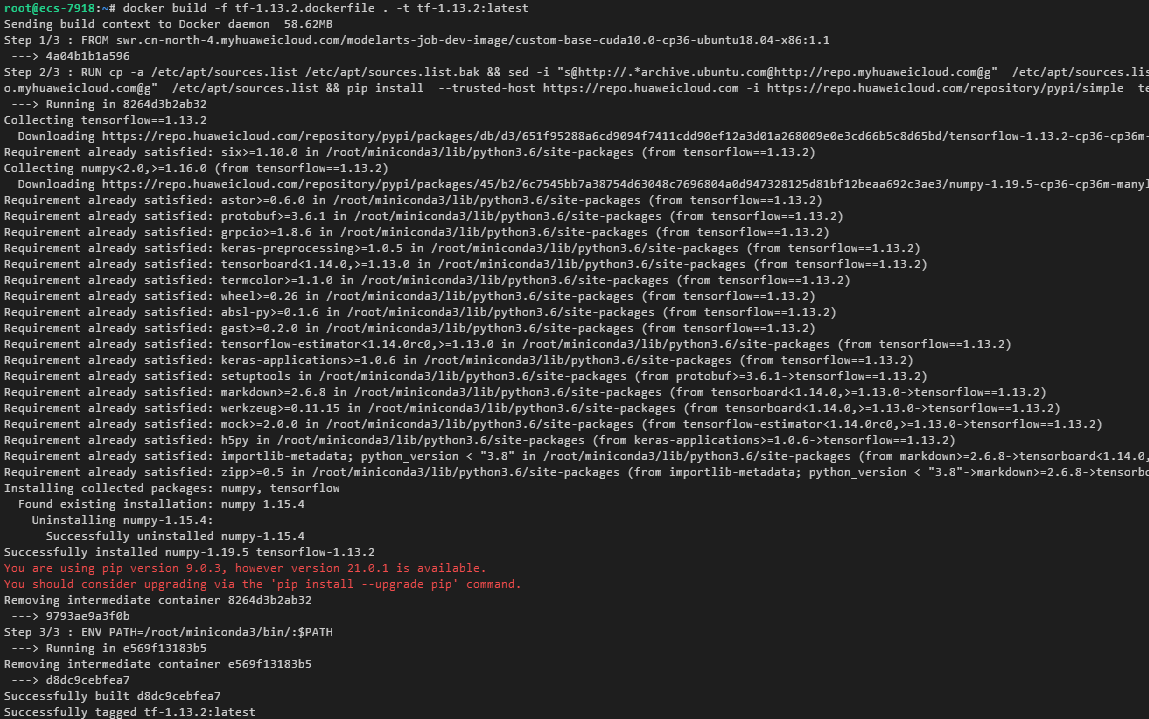 root@ecs-7918:~# docker build -f tf-1.13.2.dockerfile . -t tf-1.13.2:latest
Sending build context to Docker daemon  58.62MB
Step 1/3 : FROM swr.cn-north-4.myhuaweicloud.com/modelarts-job-dev-image/custom-base-cuda10.0-cp36-ubuntu18.04-x86:1.1
 ---> 4a04b1b1a596
Step 2/3 : RUN cp -a /etc/apt/sources.list /etc/apt/sources.list.bak && sed -i "s@http://.*archive.ubuntu.com@http://repo.myhuaweicloud.com@g"  /etc/apt/sources.lis
o.myhuaweicloud.com@g"  /etc/apt/sources.list && pip install  --trusted-host https://repo.huaweicloud.com -i https://repo.huaweicloud.com/repository/pypi/simple  te
 ---> Running in 8264d3b2ab32
Collecting tensorflow==1.13.2
  Downloading https://repo.huaweicloud.com/repository/pypi/packages/db/d3/651f95288a6cd9094f7411cdd90ef12a3d01a268009e0e3cd66b5c8d65bd/tensorflow-1.13.2-cp36-cp36m-
Requirement already satisfied: six>=1.10.0 in /root/miniconda3/lib/python3.6/site-packages (from tensorflow==1.13.2)
Collecting numpy<2.0,>=1.16.0 (from tensorflow==1.13.2)
  Downloading https://repo.huaweicloud.com/repository/pypi/packages/45/b2/6c7545bb7a38754d63048c7696804a0d947328125d81bf12beaa692c3ae3/numpy-1.19.5-cp36-cp36m-manyl
Requirement already satisfied: astor>=0.6.0 in /root/miniconda3/lib/python3.6/site-packages (from tensorflow==1.13.2)
Requirement already satisfied: protobuf>=3.6.1 in /root/miniconda3/lib/python3.6/site-packages (from tensorflow==1.13.2)
Requirement already satisfied: grpcio>=1.8.6 in /root/miniconda3/lib/python3.6/site-packages (from tensorflow==1.13.2)
Requirement already satisfied: keras-preprocessing>=1.0.5 in /root/miniconda3/lib/python3.6/site-packages (from tensorflow==1.13.2)
Requirement already satisfied: tensorboard<1.14.0,>=1.13.0 in /root/miniconda3/lib/python3.6/site-packages (from tensorflow==1.13.2)
Requirement already satisfied: termcolor>=1.1.0 in /root/miniconda3/lib/python3.6/site-packages (from tensorflow==1.13.2)
Requirement already satisfied: wheel>=0.26 in /root/miniconda3/lib/python3.6/site-packages (from tensorflow==1.13.2)
Requirement already satisfied: absl-py>=0.1.6 in /root/miniconda3/lib/python3.6/site-packages (from tensorflow==1.13.2)
Requirement already satisfied: gast>=0.2.0 in /root/miniconda3/lib/python3.6/site-packages (from tensorflow==1.13.2)
Requirement already satisfied: tensorflow-estimator<1.14.0rc0,>=1.13.0 in /root/miniconda3/lib/python3.6/site-packages (from tensorflow==1.13.2)
Requirement already satisfied: keras-applications>=1.0.6 in /root/miniconda3/lib/python3.6/site-packages (from tensorflow==1.13.2)
Requirement already satisfied: setuptools in /root/miniconda3/lib/python3.6/site-packages (from protobuf>=3.6.1->tensorflow==1.13.2)
Requirement already satisfied: markdown>=2.6.8 in /root/miniconda3/lib/python3.6/site-packages (from tensorboard<1.14.0,>=1.13.0->tensorflow==1.13.2)
Requirement already satisfied: werkzeug>=0.11.15 in /root/miniconda3/lib/python3.6/site-packages (from tensorboard<1.14.0,>=1.13.0->tensorflow==1.13.2)
Requirement already satisfied: mock>=2.0.0 in /root/miniconda3/lib/python3.6/site-packages (from tensorflow-estimator<1.14.0rc0,>=1.13.0->tensorflow==1.13.2)
Requirement already satisfied: h5py in /root/miniconda3/lib/python3.6/site-packages (from keras-applications>=1.0.6->tensorflow==1.13.2)
Requirement already satisfied: importlib-metadata; python_version < "3.8" in /root/miniconda3/lib/python3.6/site-packages (from markdown>=2.6.8->tensorboard<1.14.0,
Requirement already satisfied: zipp>=0.5 in /root/miniconda3/lib/python3.6/site-packages (from importlib-metadata; python_version < "3.8"->markdown>=2.6.8->tensorbo
Installing collected packages: numpy, tensorflow
  Found existing installation: numpy 1.15.4
    Uninstalling numpy-1.15.4:
      Successfully uninstalled numpy-1.15.4
Successfully installed numpy-1.19.5 tensorflow-1.13.2
You are using pip version 9.0.3, however version 21.0.1 is available.
You should consider upgrading via the 'pip install --upgrade pip' command.
Removing intermediate container 8264d3b2ab32
 ---> 9793ae9a3f0b
Step 3/3 : ENV PATH=/root/miniconda3/bin/:$PATH
 ---> Running in e569f13183b5
Removing intermediate container e569f13183b5
 ---> d8dc9cebfea7
Successfully built d8dc9cebfea7
Successfully tagged tf-1.13.2:latest